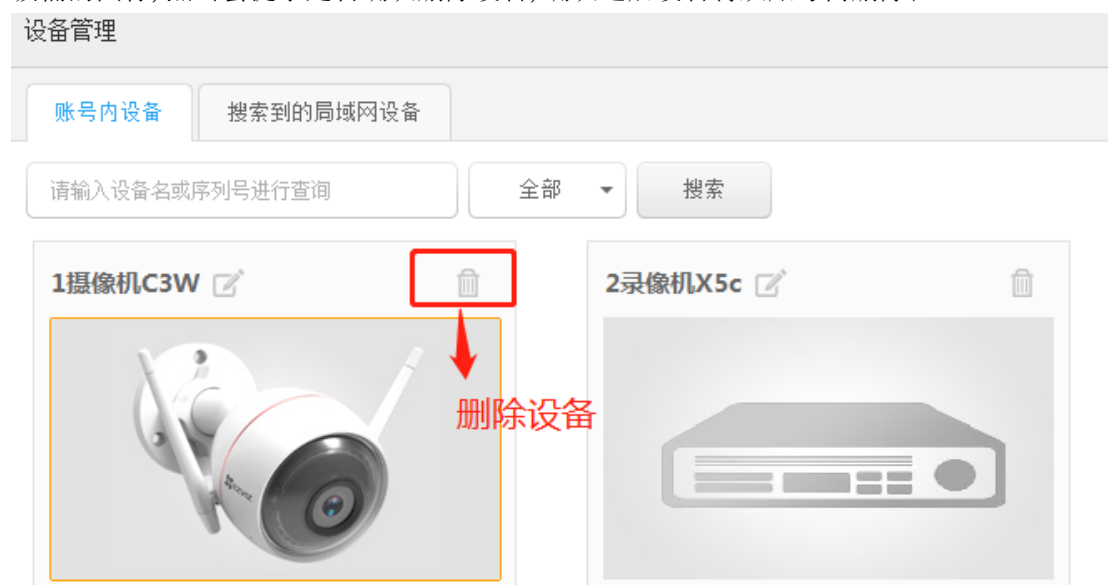 设备管理
账号内设备 搜索到的局域网设备
请输入设备名或序列号进行查询 全部 搜索
1摄像机C3W 2录像机X5c
删除设备
EZVIZ